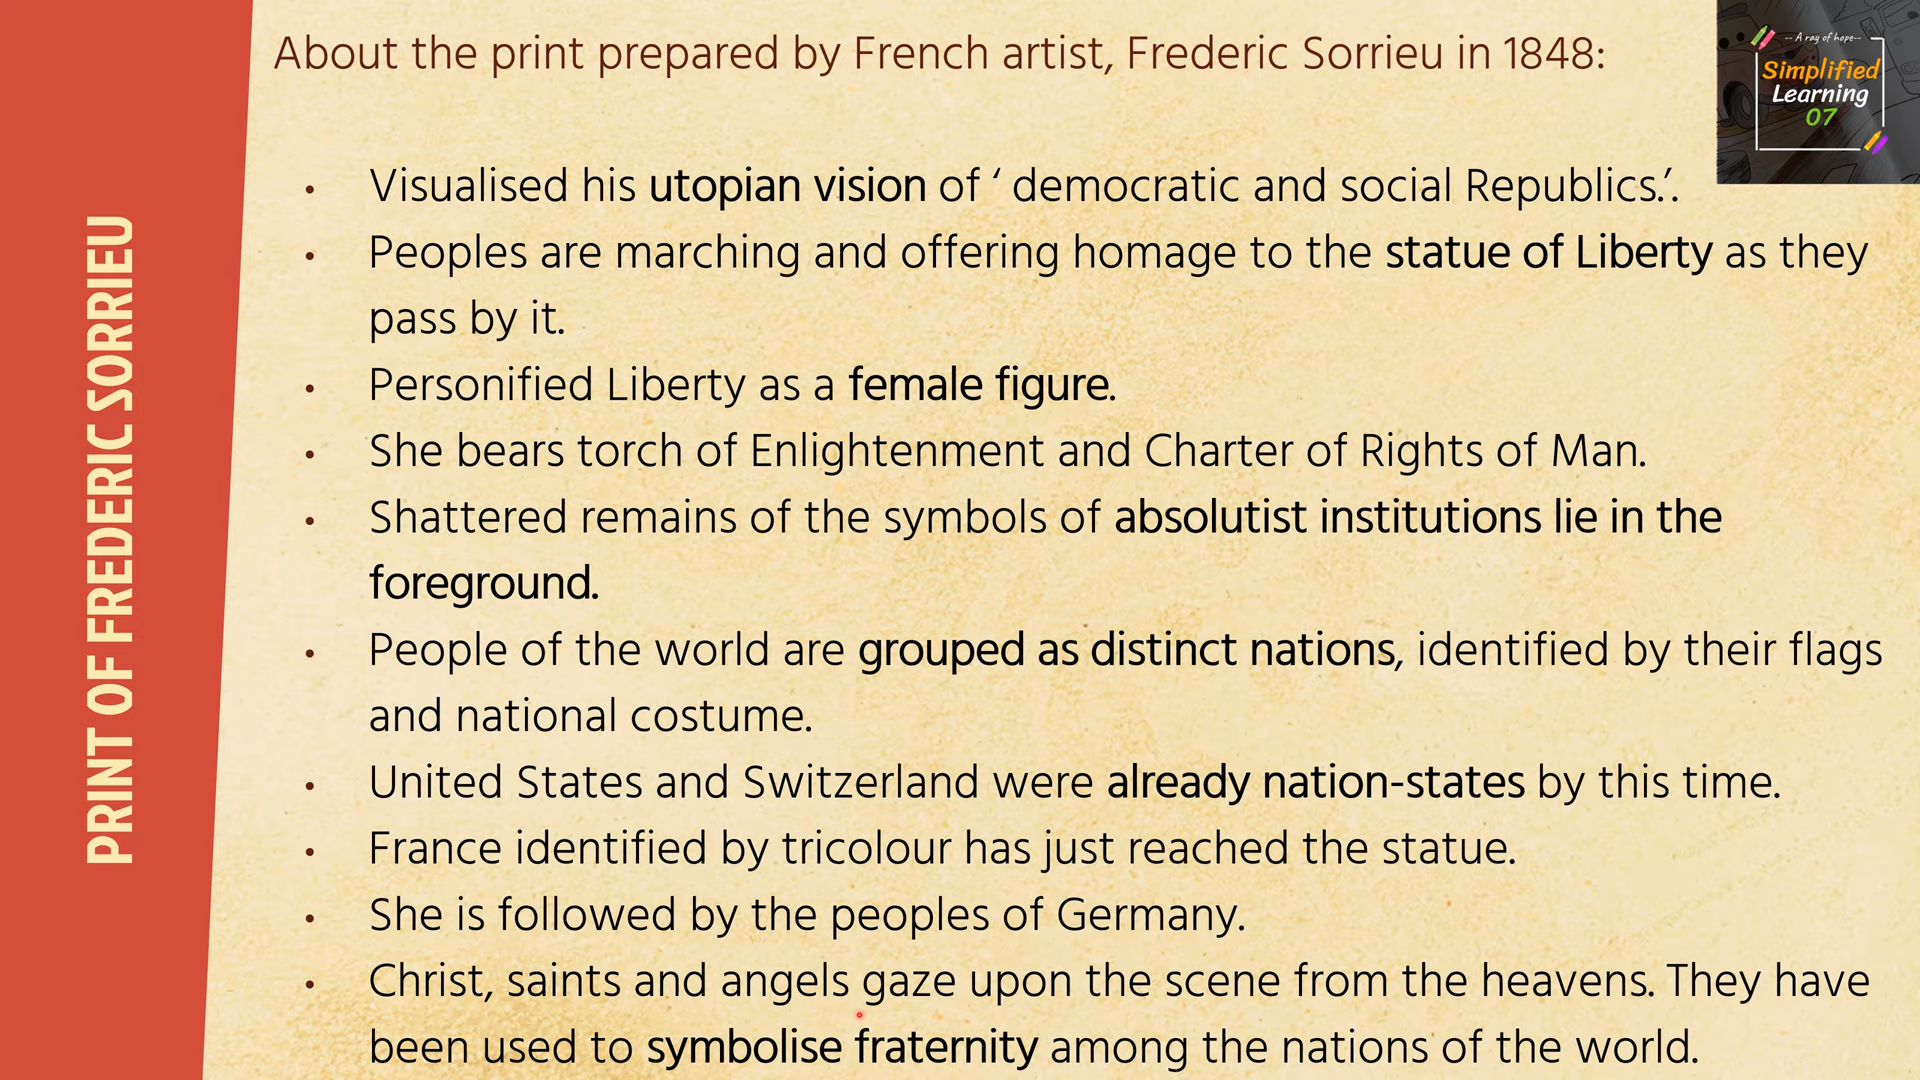 About the print prepared by French artist, Frederic Sorrieu in 1848:
-- A ray of hope--
Simplified
Learning
07
PRINT OF FREDERIC SORRIEU
• Visualised his utopian vision of ‘ democratic and social Republics.’.
• Peoples are marching and offering homage to the statue of Liberty as they
pass by it.
• Personified Liberty as a female figure.
• She bears torch of Enlightenment and Charter of Rights of Man.
• Shattered remains of the symbols of absolutist institutions lie in the
foreground.
• People of the world are grouped as distinct nations, identified by their flags
and national costume.
• United States and Switzerland were already nation-states by this time.
• France identified by tricolour has just reached the statue.
• She is followed by the peoples of Germany.
• Christ, saints and angels gaze upon the scene from the heavens. They have
been used to symbolise fraternity among the nations of the world.